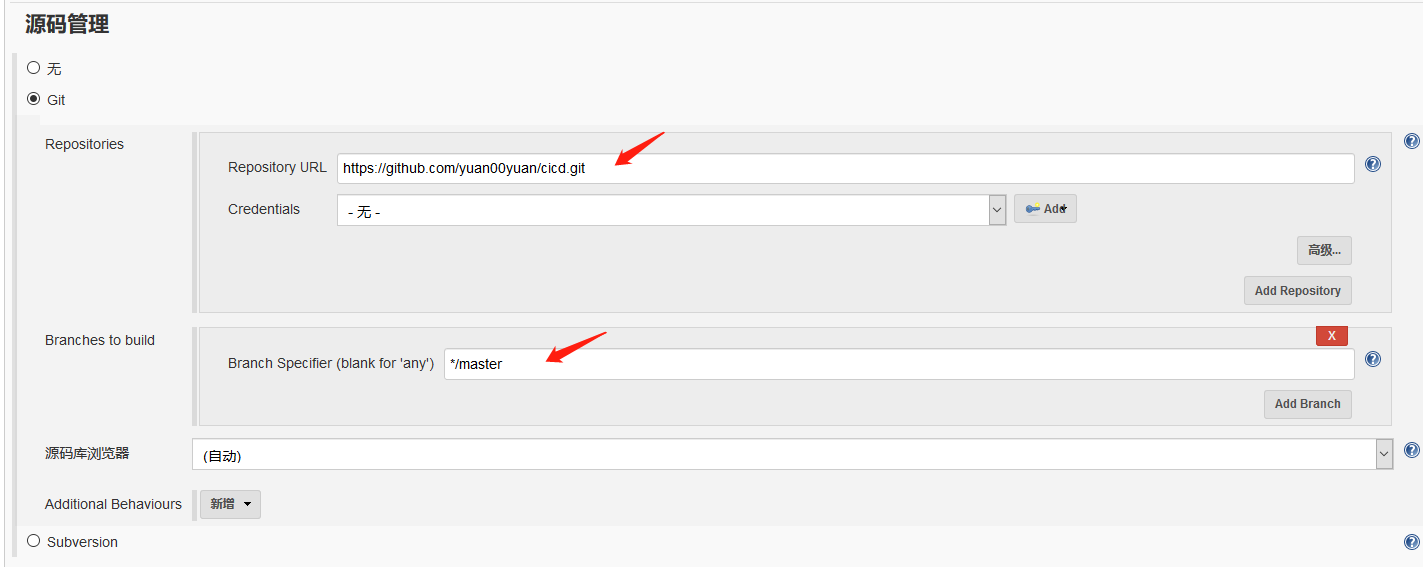 源码管理
无
Git
Repositories
Repository URL https://github.com/yuan00yuan/cicd.git
Credentials - 无 - Add
高级...
Add Repository
Branches to build
X
Branch Specifier (blank for 'any') */master
Add Branch
源码库浏览器 (自动)
Additional Behaviours 新增
Subversion